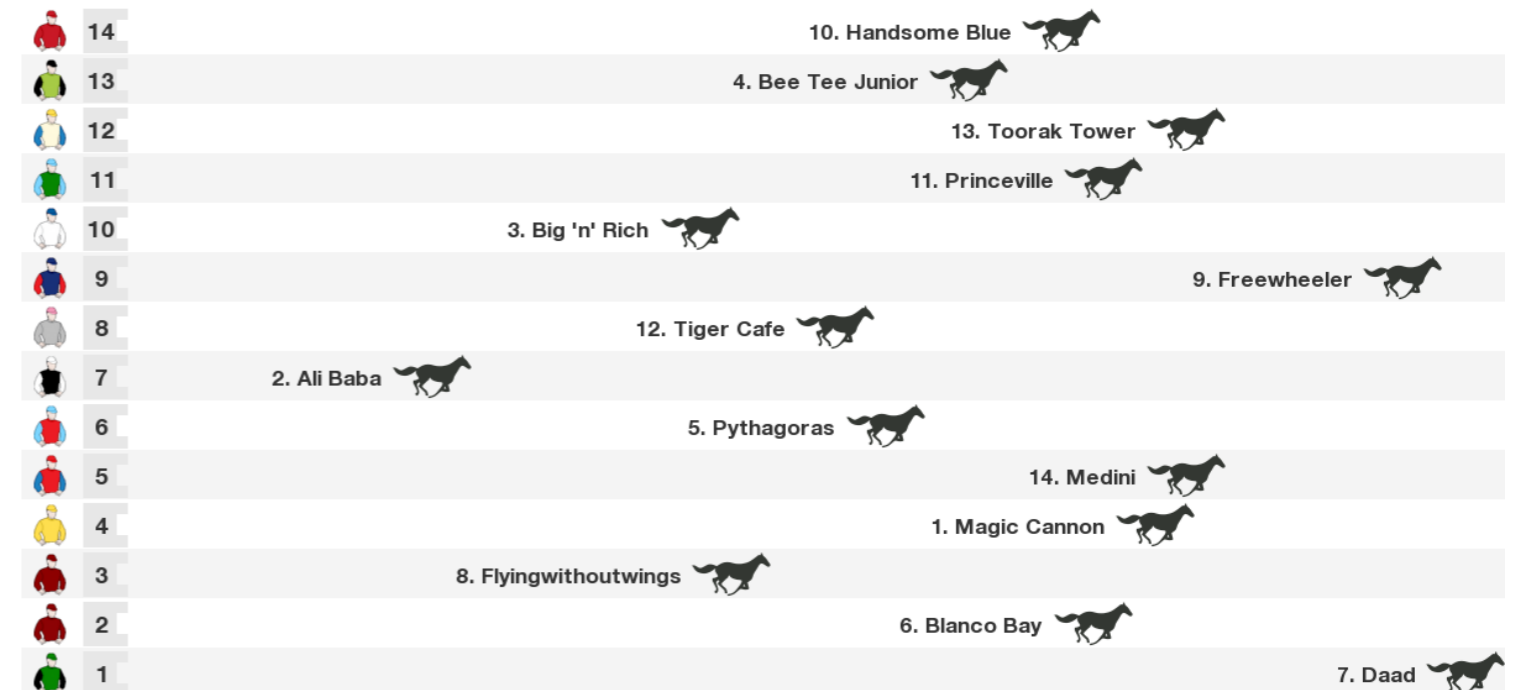 14 10. Handsome Blue
13 4. Bee Tee Junior
12 13. Toorak Tower
11 11. Princeville
10 3. Big 'n' Rich
9 9. Freewheeler
8 12. Tiger Cafe
7 2. Ali Baba
6 5. Pythagoras
5 14. Medini
4 1. Magic Cannon
3 8. Flyingwithoutwings
2 6. Blanco Bay
1 7. Daad